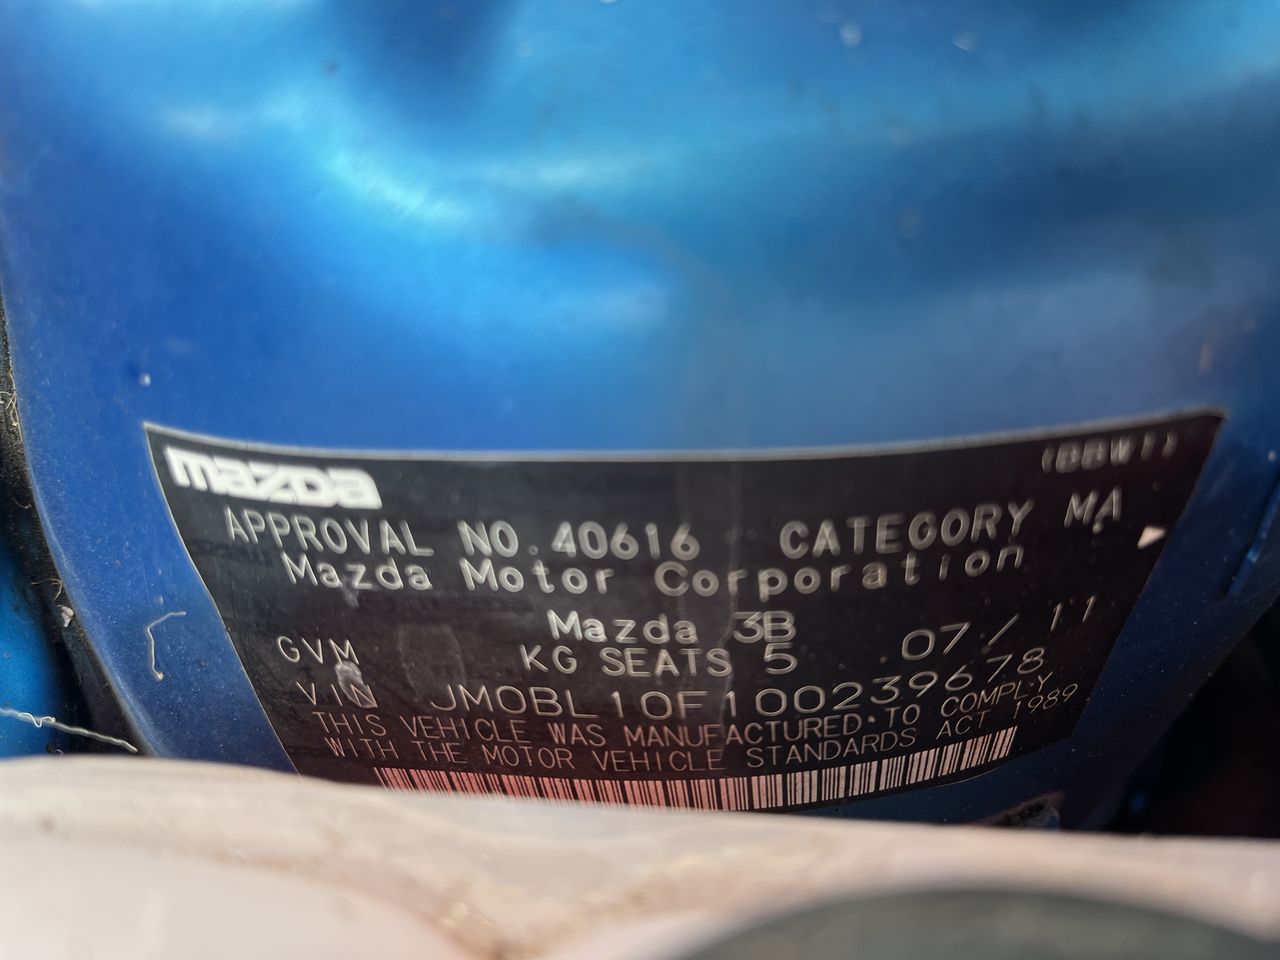 mazda (BBW1)
APPROVAL NO.40616 CATEGORY MA
Mazda Motor Corporation
Mazda 3B
GVM KG SEATS 5 07/11
VIN JM0BL10F100239678
THIS VEHICLE WAS MANUFACTURED TO COMPLY
WITH THE MOTOR VEHICLE STANDARDS ACT 1989